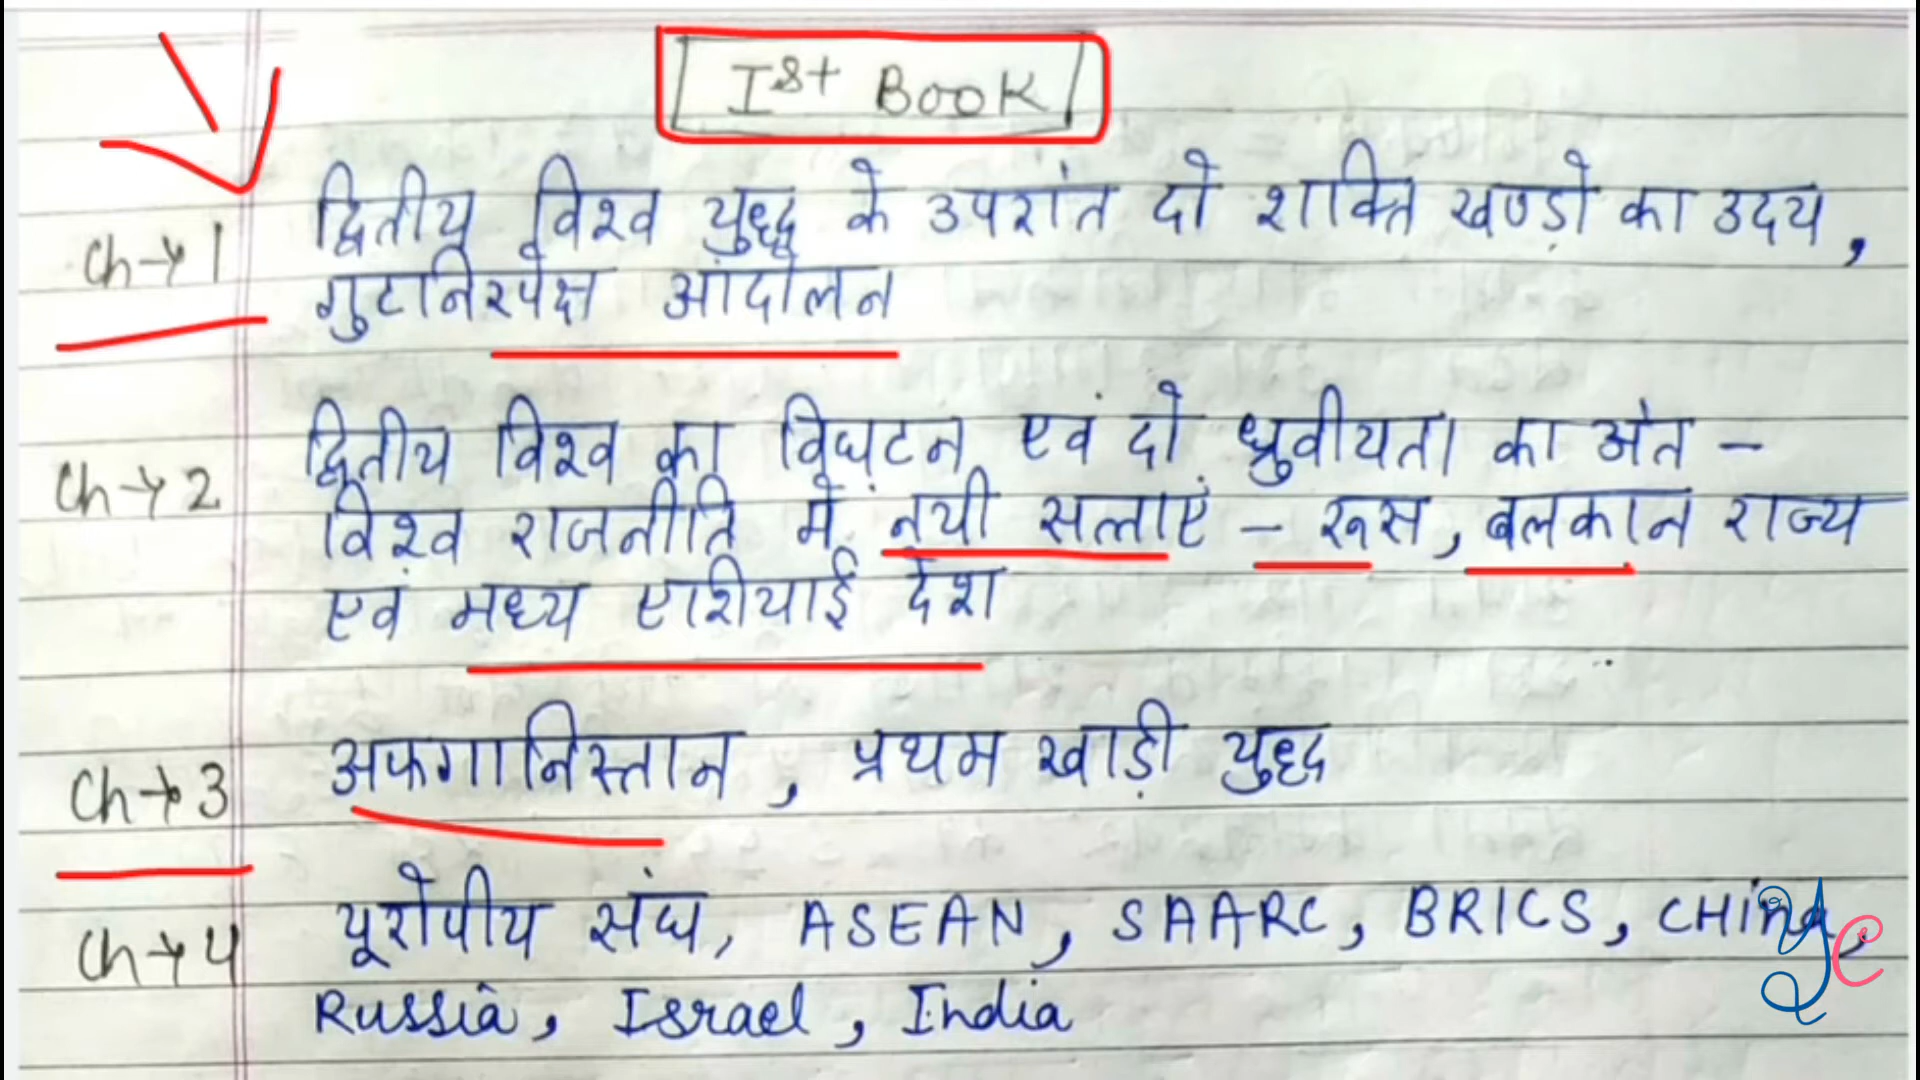 Ist BOOK
Ch→1 द्वितीय विश्व युद्ध के उपरांत दो शक्ति खण्डो का उदय,
गुटनिरपेक्ष आंदोलन
Ch→2 द्वितीय विश्व का विघटन एवं दो ध्रुवीयता का अंत -
विश्व राजनीति में नयी सत्ताएं - रूस, बलकान राज्य
एवं मध्य एशियाई देश
Ch→3 अफगानिस्तान, प्रथम खाड़ी युद्ध
Ch→4 यूरोपीय संघ, ASEAN, SAARC, BRICS, CHina,
Russia, Israel, India
YC